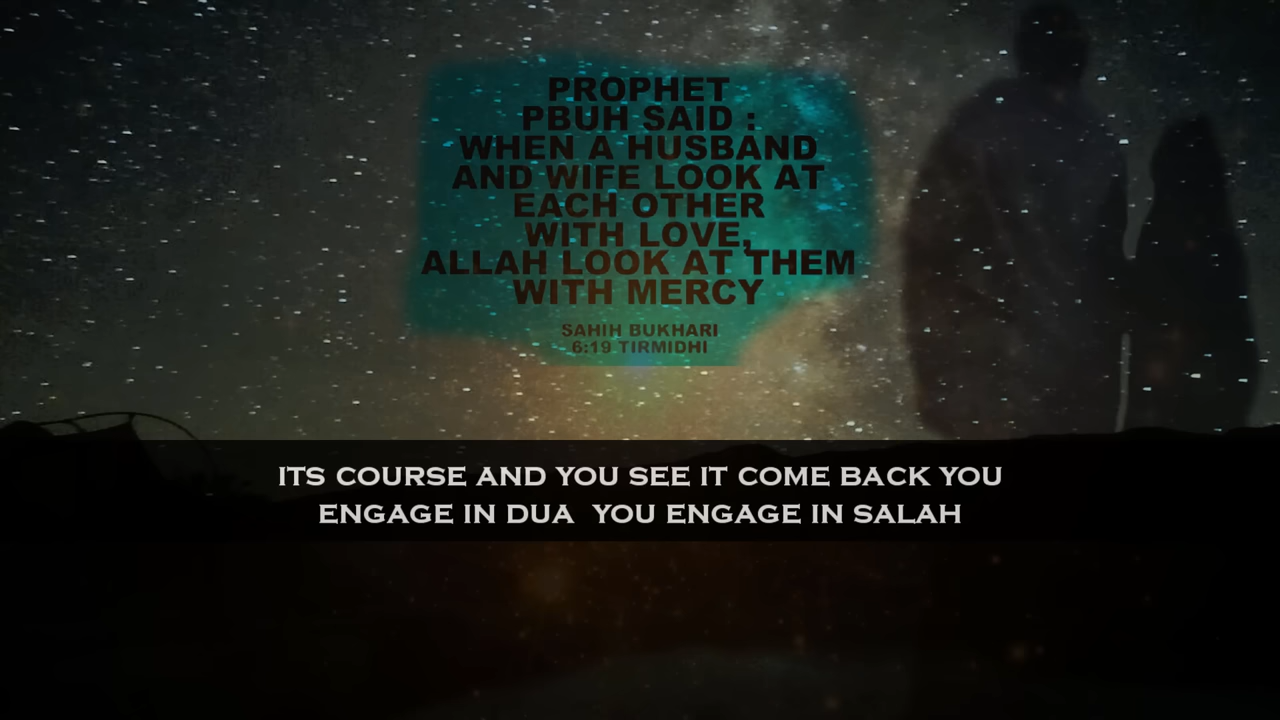 PROPHET
PBUH SAID :
WHEN A HUSBAND
AND WIFE LOOK AT
EACH OTHER
WITH LOVE,
ALLAH LOOK AT THEM
WITH MERCY
SAHIH BUKHARI
6:19 TIRMIDHI
ITS COURSE AND YOU SEE IT COME BACK YOU
ENGAGE IN DUA YOU ENGAGE IN SALAH